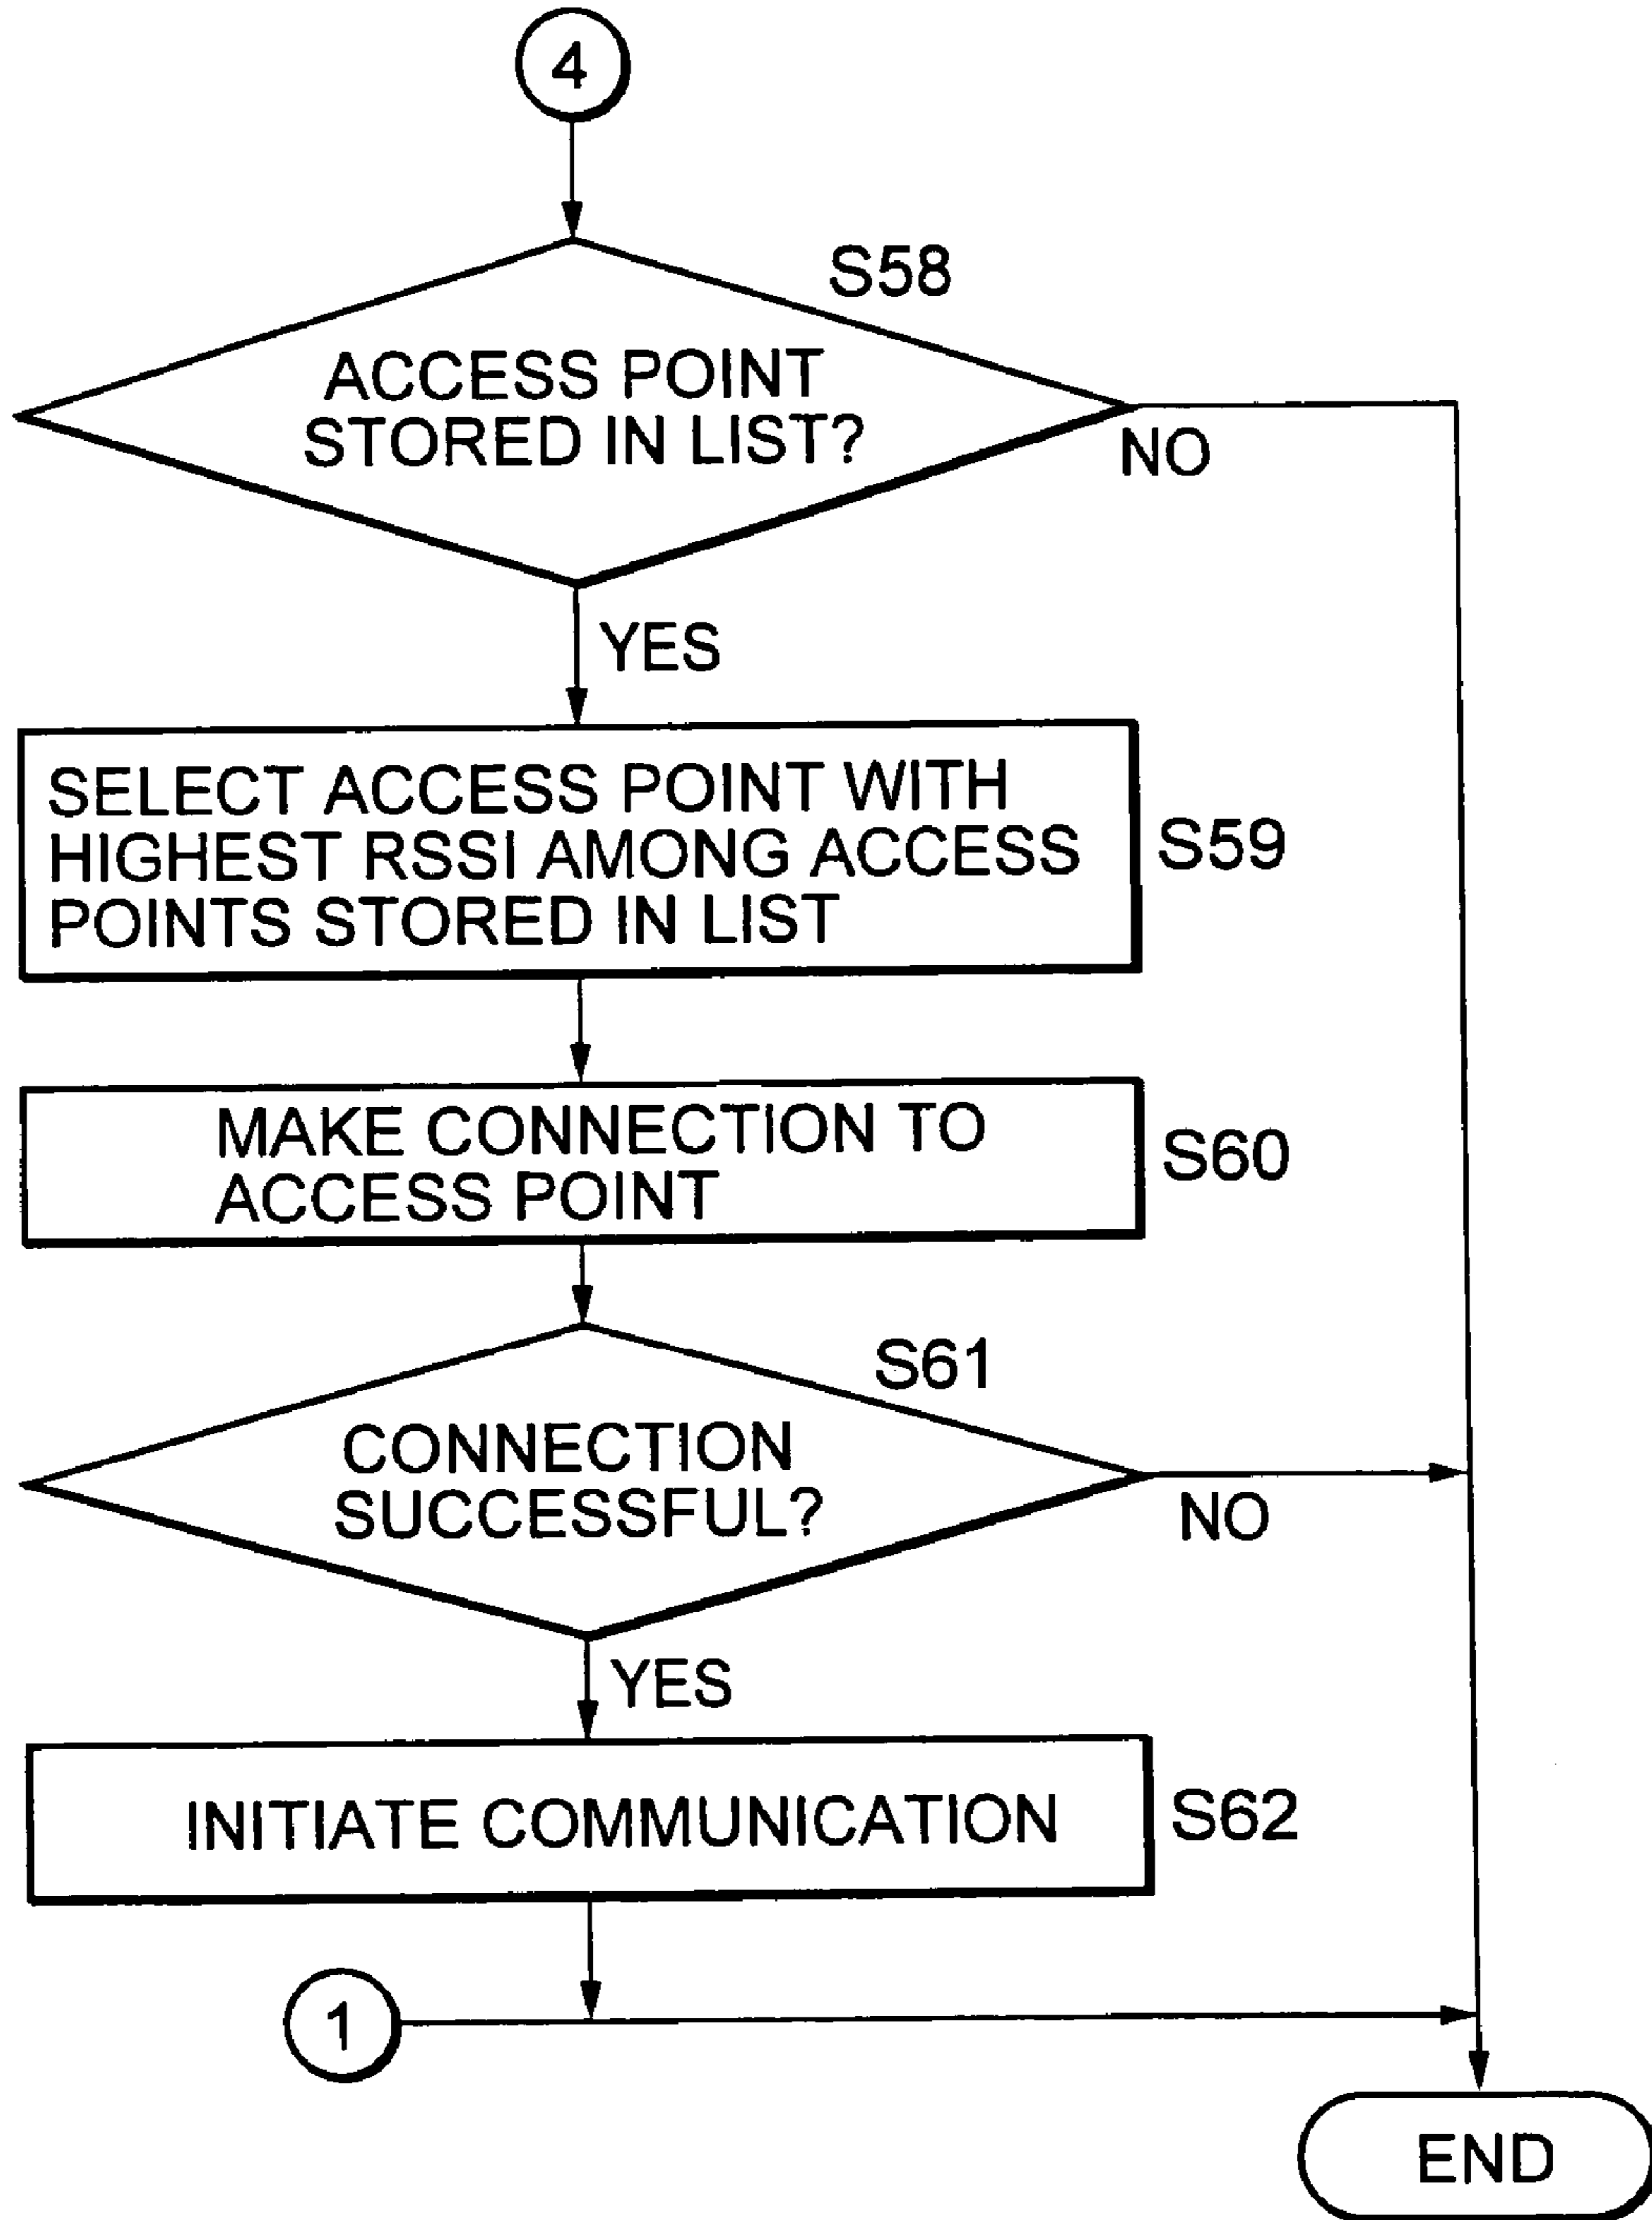 4
S58
ACCESS POINT
STORED IN LIST?
NO
YES
SELECT ACCESS POINT WITH
HIGHEST RSSI AMONG ACCESS
POINTS STORED IN LIST
S59
MAKE CONNECTION TO
ACCESS POINT
S60
S61
CONNECTION
SUCCESSFUL?
NO
YES
INITIATE COMMUNICATION
S62
1
END